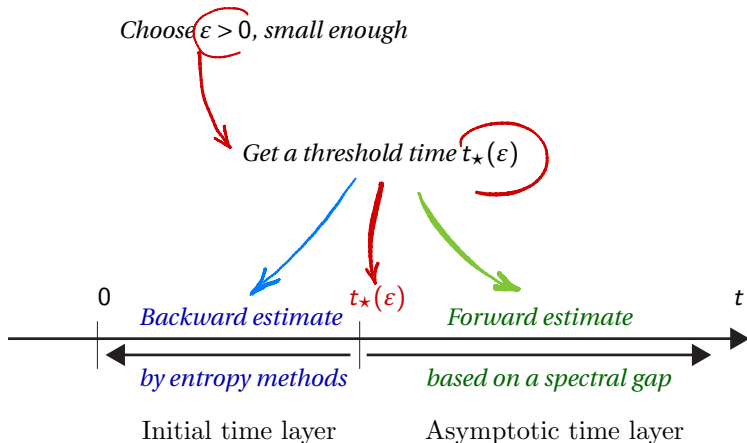 Choose ε > 0, small enough
Get a threshold time t⋆(ε)
0 t⋆(ε) t
Backward estimate Forward estimate
by entropy methods based on a spectral gap
Initial time layer Asymptotic time layer